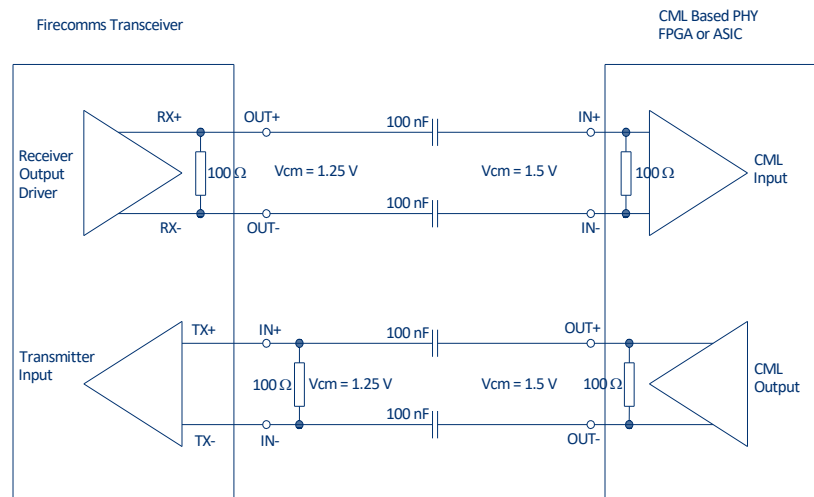 Firecomms Transceiver
CML Based PHY
FPGA or ASIC
RX+
OUT+
100 nF
IN+
Receiver
Output
Driver
100 Ω
Vcm = 1.25 V
Vcm = 1.5 V
100 Ω
CML
Input
RX-
OUT-
100 nF
IN-
TX+
IN+
100 nF
OUT+
Transmitter
Input
100 Ω
Vcm = 1.25 V
Vcm = 1.5 V
100 Ω
CML
Output
TX-
IN-
100 nF
OUT-